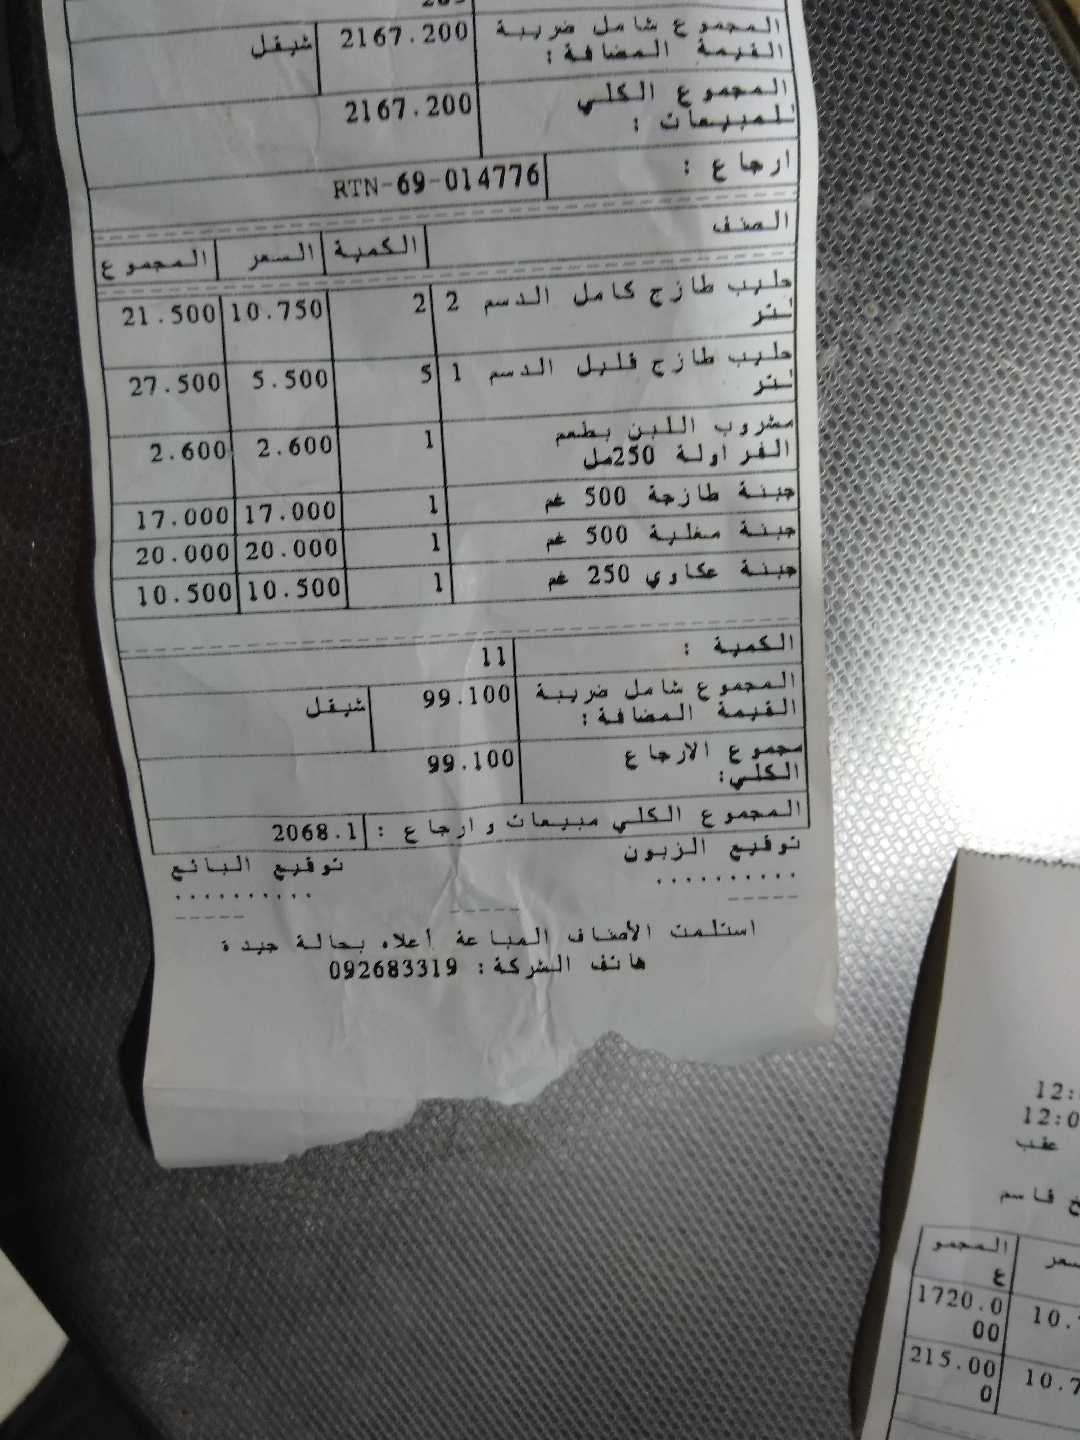 المجموع شامل ضريبة 2167.200 شيقل
القيمة المضافة:
المجموع الكلي 2167.200
للمبيعات :
ارجاع : RTN-69-014776
الصنف الكمية السعر المجموع
حليب طازج كامل الدسم 2 2 10.750 21.500
لتر
حليب طازج قليل الدسم 1 5 5.500 27.500
لتر
مشروب اللبن بطعم 1 2.600 2.600
الفراولة 250مل
جبنة طازجة 500 غم 1 17.000 17.000
جبنة مغلية 500 غم 1 20.000 20.000
جبنة عكاوي 250 غم 1 10.500 10.500
الكمية : 11
المجموع شامل ضريبة 99.100 شيقل
القيمة المضافة:
مجموع الارجاع 99.100
الكلي:
المجموع الكلي مبيعات و ارجاع : 2068.1
توقيع الزبون توقيع البائع
.......... ..........
----- ----- -----
استلمت الأصناف المباعة أعلاه بحالة جيدة
هاتف الشركة: 092683319
12:
12:0
عقب
قاسم
المجمو
ع
1720.0 10.
00
215.00 10.7
0